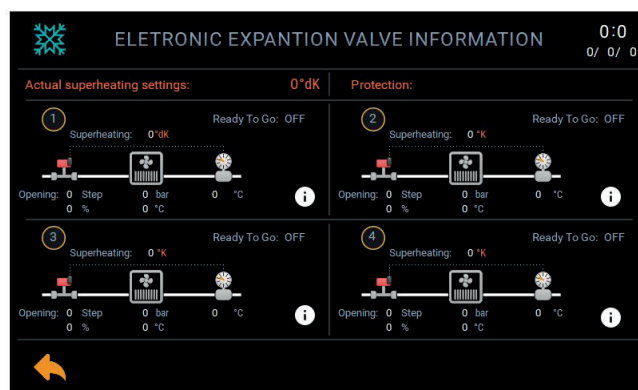 ELETRONIC EXPANTION VALVE INFORMATION
0:0
0/ 0/ 0
Actual superheating settings: 0°dK
Protection:
1 Ready To Go: OFF
Superheating: 0°dK
Opening: 0 Step 0 bar 0 °C
0 % 0 °C
i
2 Ready To Go: OFF
Superheating: 0 °K
Opening: 0 Step 0 bar 0 °C
0 % 0 °C
i
3 Ready To Go: OFF
Superheating: 0 °K
Opening: 0 Step 0 bar 0 °C
0 % 0 °C
i
4 Ready To Go: OFF
Superheating: 0 °K
Opening: 0 Step 0 bar 0 °C
0 % 0 °C
i